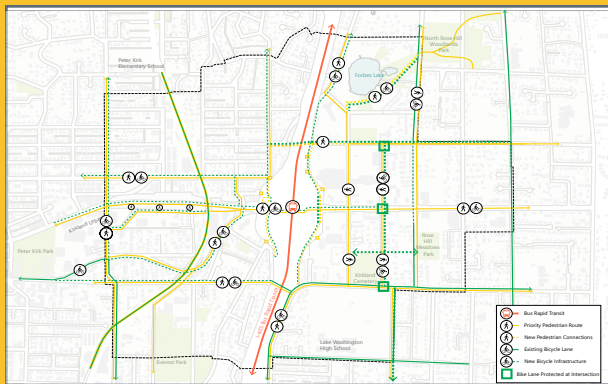 North Rose Hill
Woodlands
Park
Peter Kirk
Elementary School
Forbes Lake
Peter Kirk Park
Rose
Hill
Meadows
Park
Kirkland
Cemetery
Lake Washington
High School
Everest Park
Bus Rapid Transit
Priority Pedestrian Route
New Pedestrian Connections
Existing Bicycle Lane
New Bicycle Infrastructure
Bike Lane Protected at Intersection